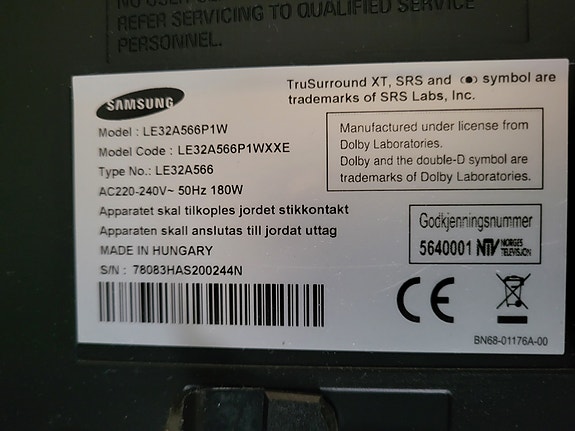 REFER SERVICING TO QUALIFIED SERVICE
PERSONNEL.
SAMSUNG
TruSurround XT, SRS and (●) symbol are
trademarks of SRS Labs, Inc.
Model : LE32A566P1W
Model Code : LE32A566P1WXXE
Type No.: LE32A566
AC220-240V~ 50Hz 180W
Manufactured under license from
Dolby Laboratories.
Dolby and the double-D symbol are
trademarks of Dolby Laboratories.
Apparatet skal tilkoples jordet stikkontakt
Apparaten skall anslutas till jordat uttag
MADE IN HUNGARY
S/N : 78083HAS200244N
Godkjenningsnummer
5640001 NTV NORGES
TELEVISJON
CE
BN68-01176A-00